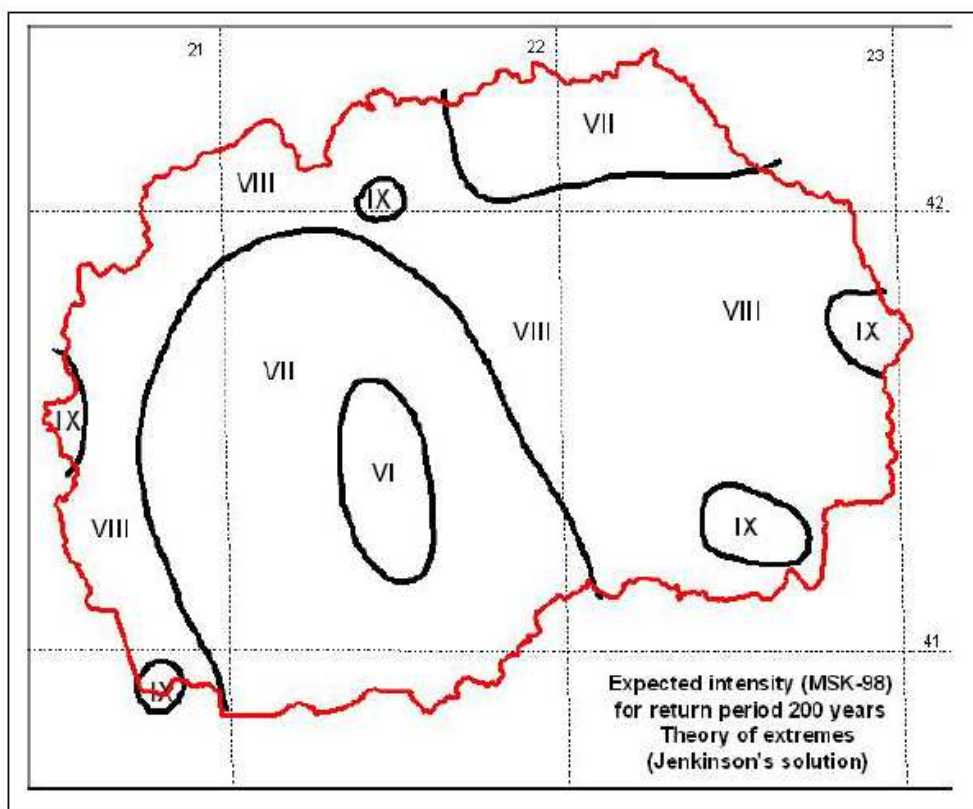 21
22
23
VII
VIII
IX
42
VIII
VIII
IX
VII
IX
VI
VIII
IX
41
IX
Expected intensity (MSK-98)
for return period 200 years
Theory of extremes
(Jenkinson's solution)